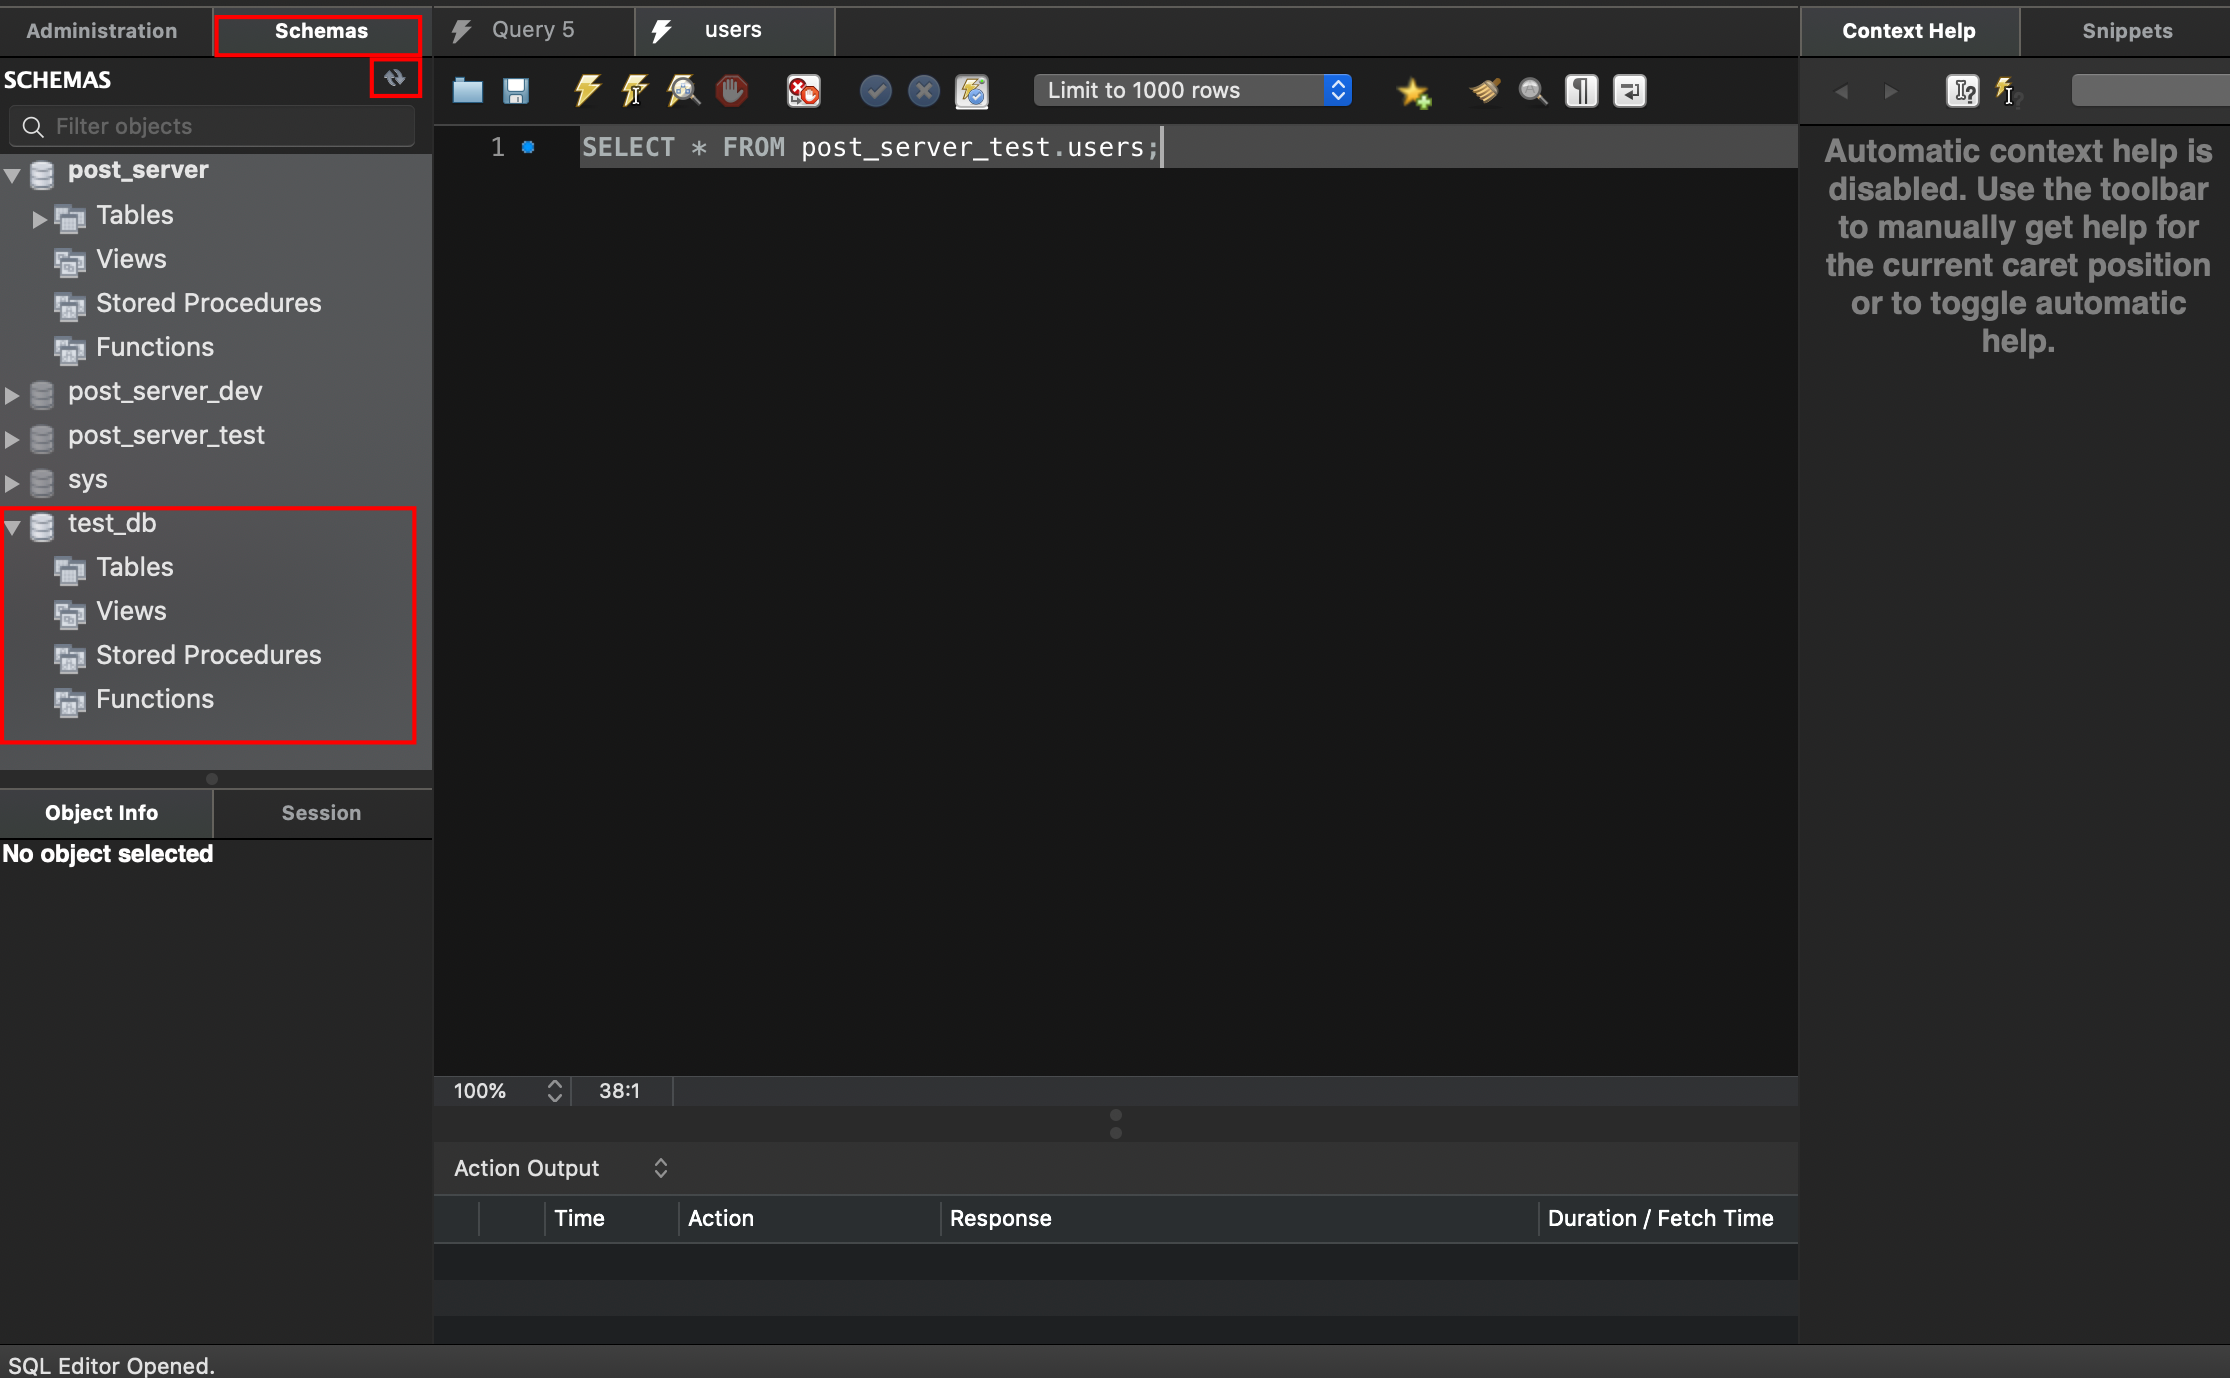 Administration
Schemas
SCHEMAS
Filter objects
post_server
Tables
Views
Stored Procedures
Functions
post_server_dev
post_server_test
sys
test_db
Tables
Views
Stored Procedures
Functions
Object Info
Session
No object selected
Query 5
users
Limit to 1000 rows
1
SELECT * FROM post_server_test.users;
100%
38:1
Action Output
Time
Action
Response
Duration / Fetch Time
Context Help
Snippets
Automatic context help is
disabled. Use the toolbar
to manually get help for
the current caret position
or to toggle automatic
help.
SQL Editor Opened.